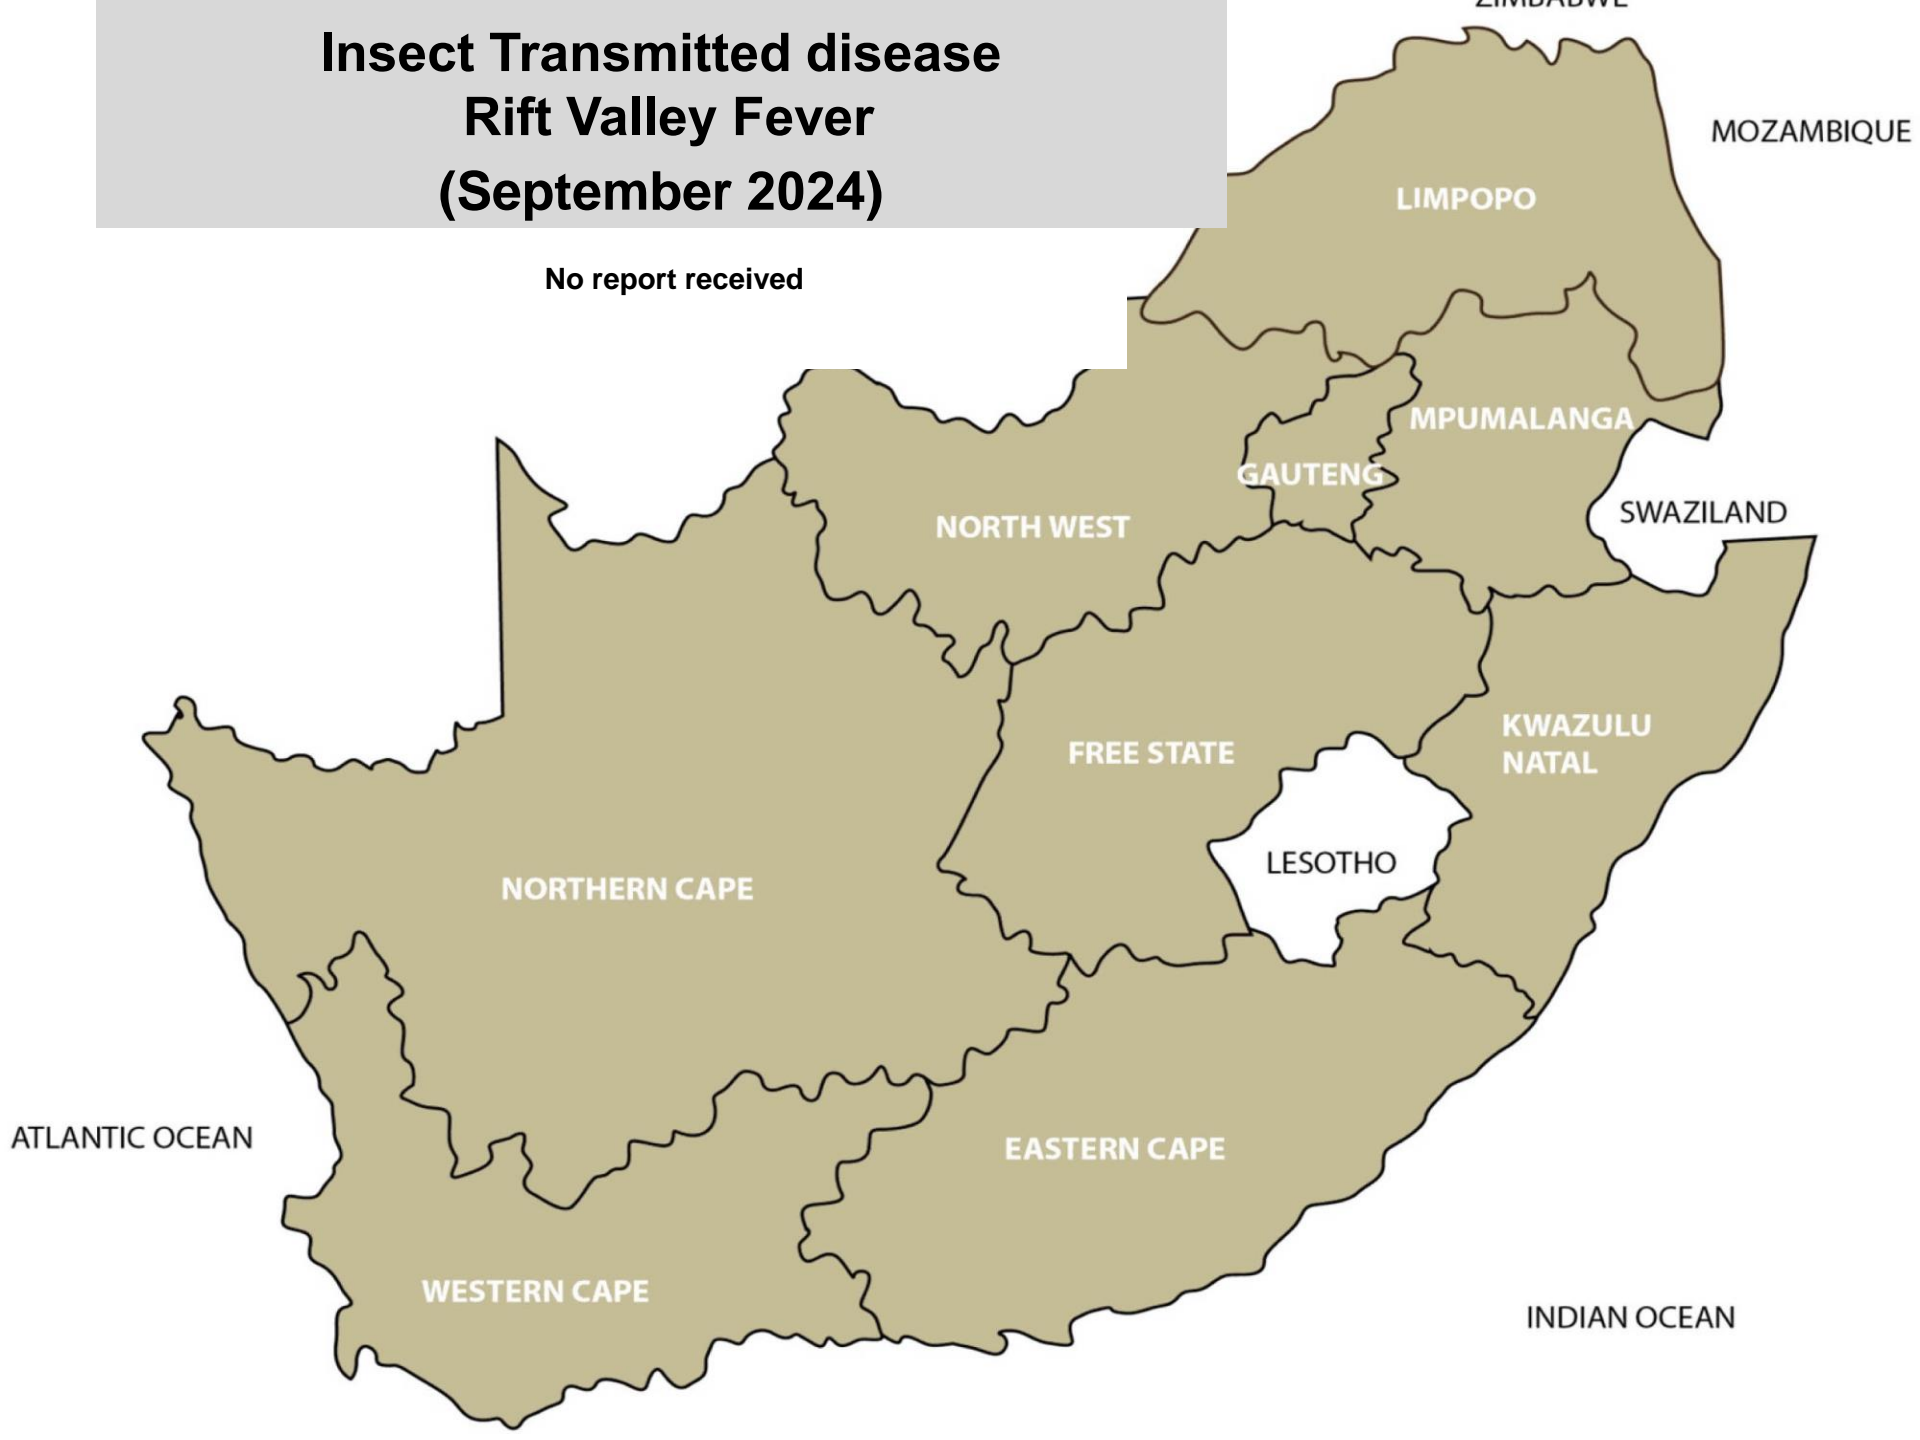 ZIMBABWE
Insect Transmitted disease
Rift Valley Fever
(September 2024)
MOZAMBIQUE
LIMPOPO
No report received
MPUMALANGA
GAUTENG
SWAZILAND
NORTH WEST
KWAZULU
NATAL
FREE STATE
LESOTHO
NORTHERN CAPE
ATLANTIC OCEAN
EASTERN CAPE
WESTERN CAPE
INDIAN OCEAN